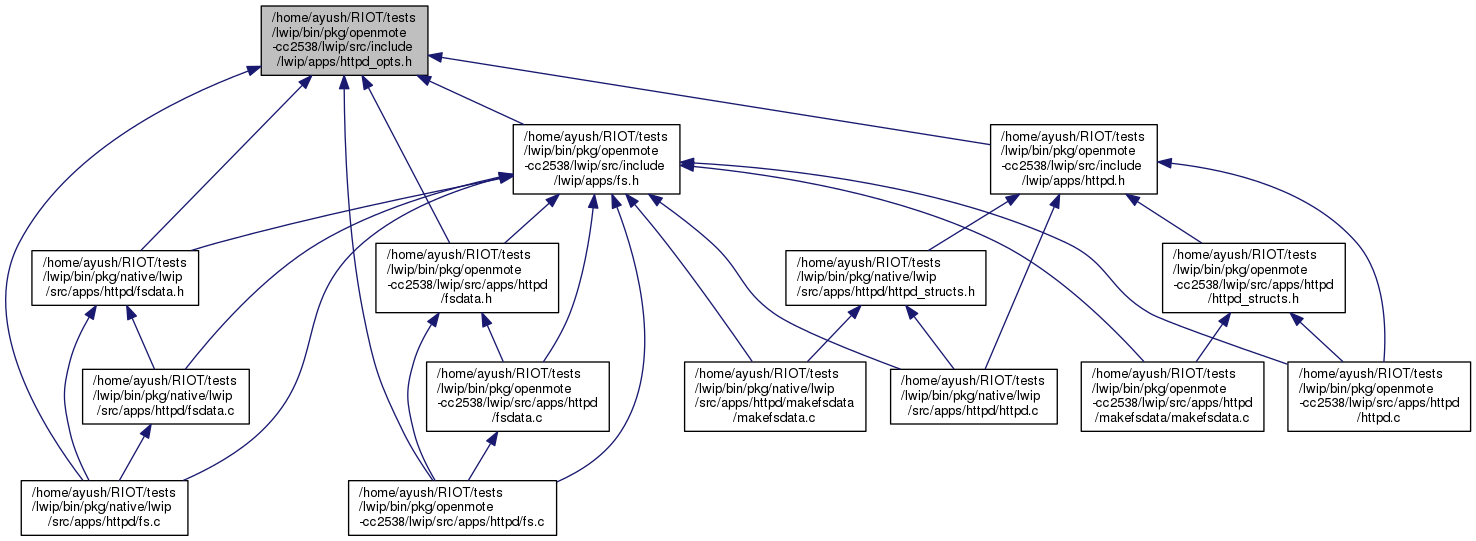 /home/ayush/RIOT/tests
/lwip/bin/pkg/openmote
-cc2538/lwip/src/include
/lwip/apps/httpd_opts.h
/home/ayush/RIOT/tests
/lwip/bin/pkg/openmote
-cc2538/lwip/src/include
/lwip/apps/fs.h
/home/ayush/RIOT/tests
/lwip/bin/pkg/openmote
-cc2538/lwip/src/include
/lwip/apps/httpd.h
/home/ayush/RIOT/tests
/lwip/bin/pkg/native/lwip
/src/apps/httpd/fsdata.h
/home/ayush/RIOT/tests
/lwip/bin/pkg/openmote
-cc2538/lwip/src/apps/httpd
/fsdata.h
/home/ayush/RIOT/tests
/lwip/bin/pkg/native/lwip
/src/apps/httpd/httpd_structs.h
/home/ayush/RIOT/tests
/lwip/bin/pkg/openmote
-cc2538/lwip/src/apps/httpd
/httpd_structs.h
/home/ayush/RIOT/tests
/lwip/bin/pkg/native/lwip
/src/apps/httpd/fsdata.c
/home/ayush/RIOT/tests
/lwip/bin/pkg/openmote
-cc2538/lwip/src/apps/httpd
/fsdata.c
/home/ayush/RIOT/tests
/lwip/bin/pkg/native/lwip
/src/apps/httpd/makefsdata
/makefsdata.c
/home/ayush/RIOT/tests
/lwip/bin/pkg/native/lwip
/src/apps/httpd/httpd.c
/home/ayush/RIOT/tests
/lwip/bin/pkg/openmote
-cc2538/lwip/src/apps/httpd
/makefsdata/makefsdata.c
/home/ayush/RIOT/tests
/lwip/bin/pkg/openmote
-cc2538/lwip/src/apps/httpd
/httpd.c
/home/ayush/RIOT/tests
/lwip/bin/pkg/native/lwip
/src/apps/httpd/fs.c
/home/ayush/RIOT/tests
/lwip/bin/pkg/openmote
-cc2538/lwip/src/apps/httpd/fs.c